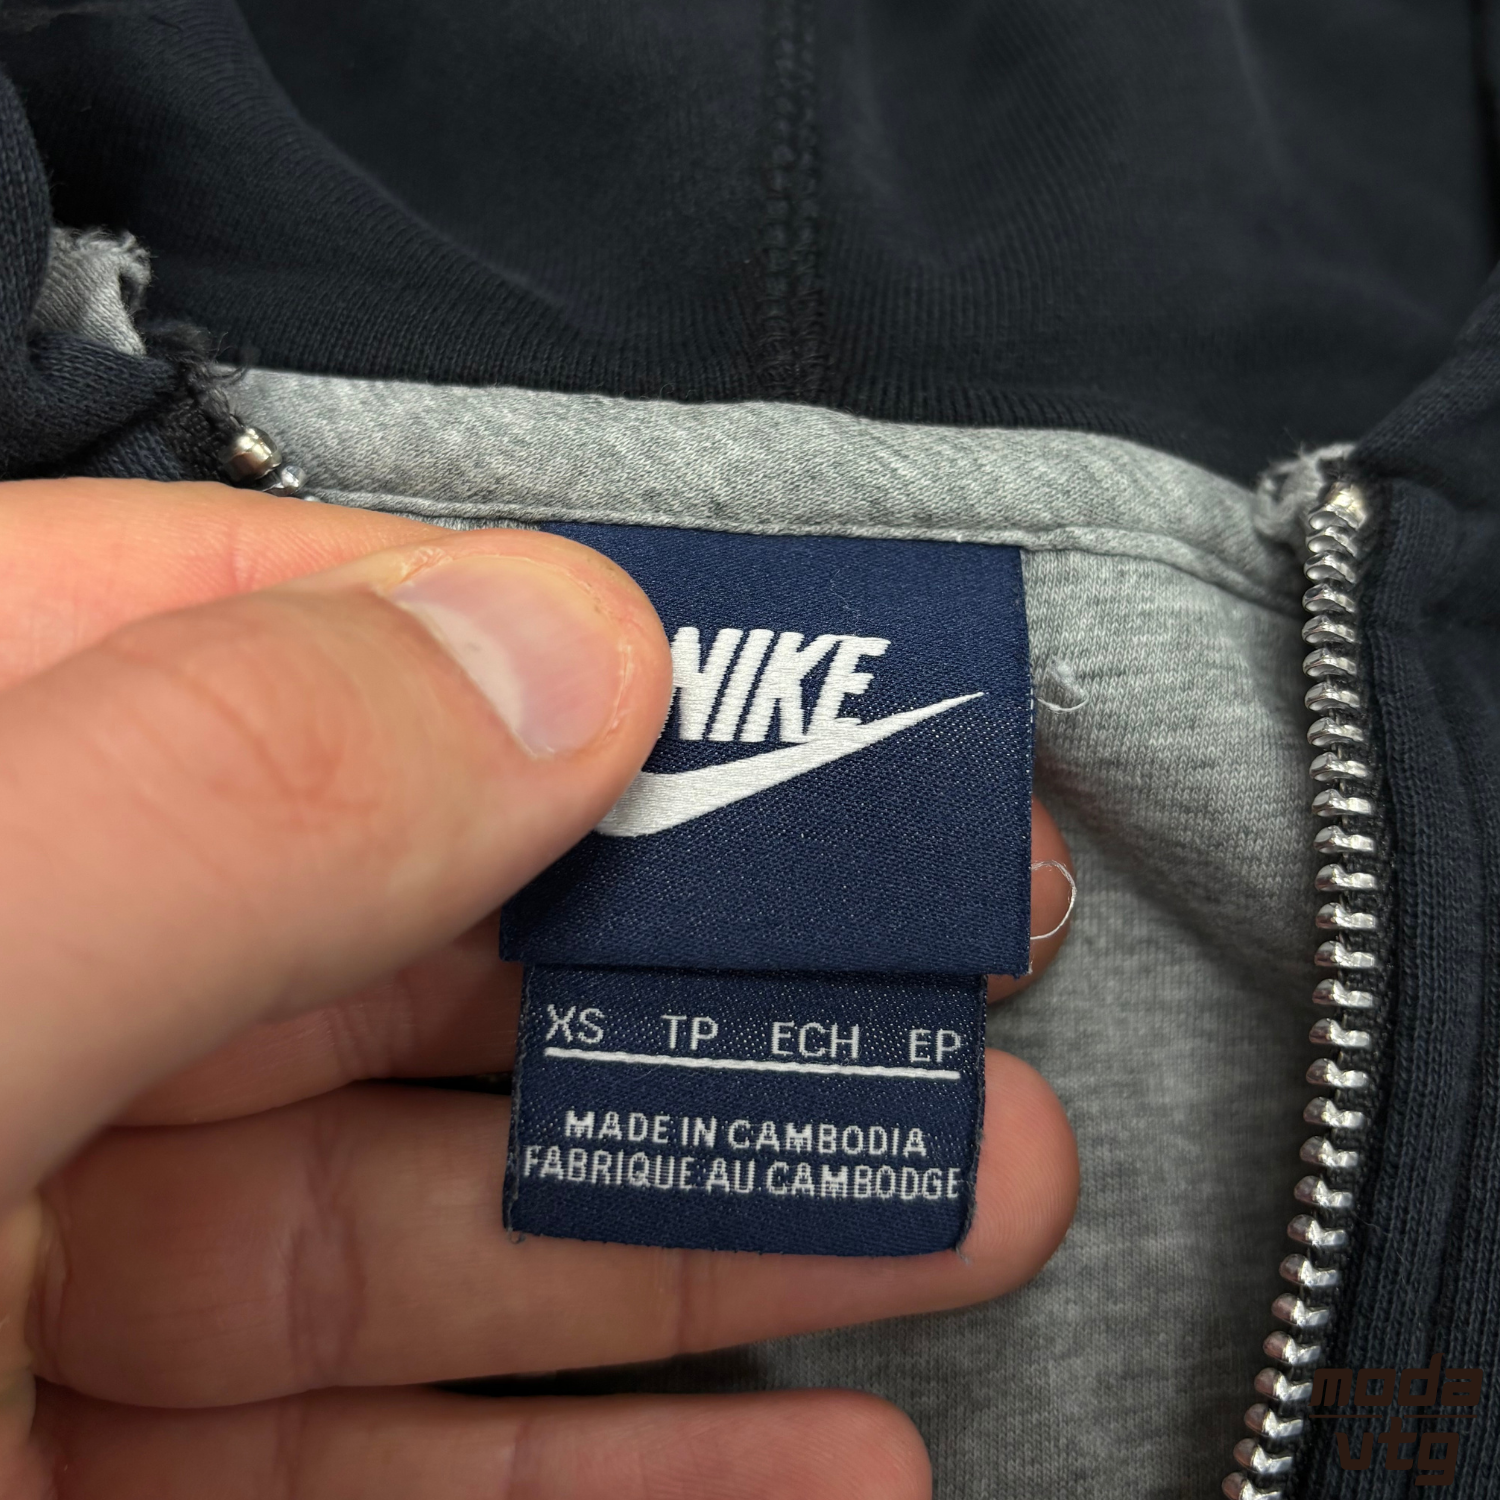 NIKE
XS TP ECH EP
MADE IN CAMBODIA
FABRIQUE AU CAMBODGE
moda
vtg